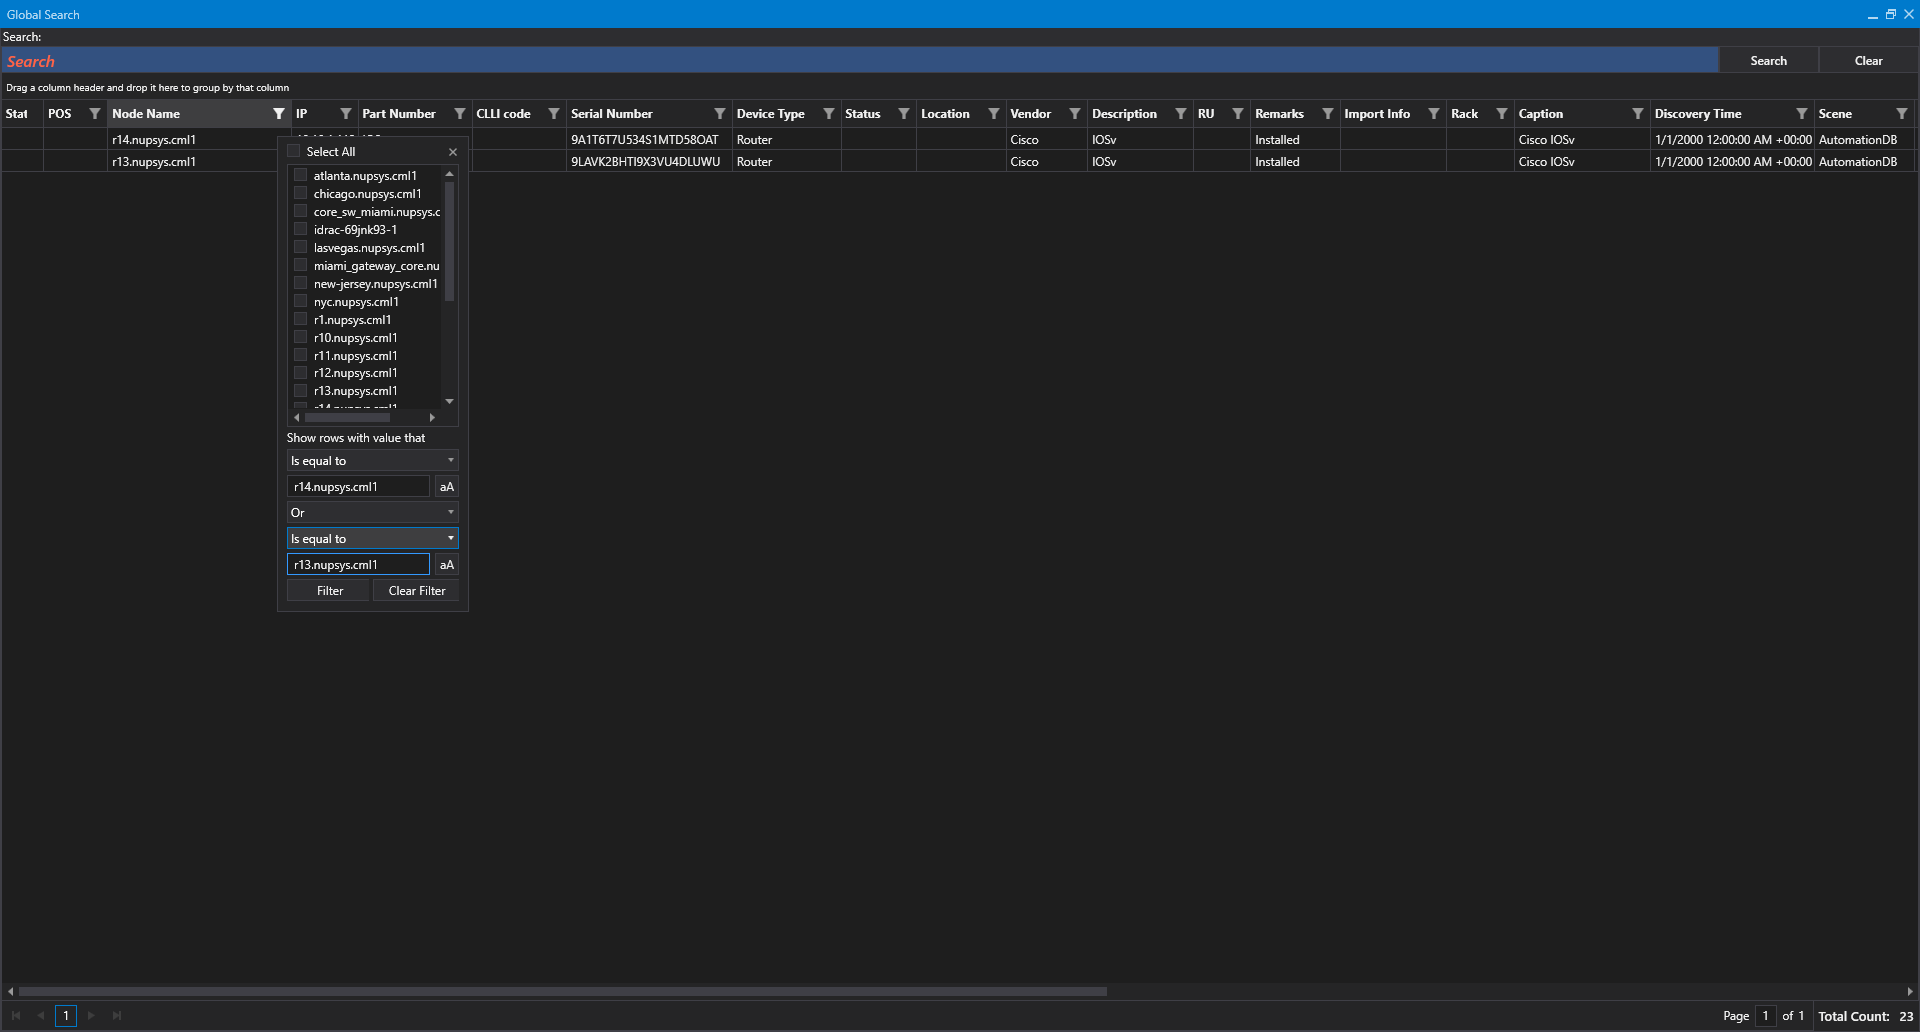 Global Search
Search:
Search Search Clear
Drag a column header and drop it here to group by that column
Stat POS Node Name IP Part Number CLLI code Serial Number Device Type Status Location Vendor Description RU Remarks Import Info Rack Caption Discovery Time Scene
r14.nupsys.cml1 9A1T6T7U534S1MTD58OAT Router Cisco IOSv Installed Cisco IOSv 1/1/2000 12:00:00 AM +00:00 AutomationDB
r13.nupsys.cml1 9LAVK2BHTI9X3VU4DLUWU Router Cisco IOSv Installed Cisco IOSv 1/1/2000 12:00:00 AM +00:00 AutomationDB
Select All
atlanta.nupsys.cml1
chicago.nupsys.cml1
core_sw_miami.nupsys.c
idrac-69jnk93-1
lasvegas.nupsys.cml1
miami_gateway_core.nu
new-jersey.nupsys.cml1
nyc.nupsys.cml1
r1.nupsys.cml1
r10.nupsys.cml1
r11.nupsys.cml1
r12.nupsys.cml1
r13.nupsys.cml1
r14.nupsys.cml1
Show rows with value that
Is equal to
r14.nupsys.cml1 aA
Or
Is equal to
r13.nupsys.cml1 aA
Filter Clear Filter
1 Page 1 of 1 Total Count: 23